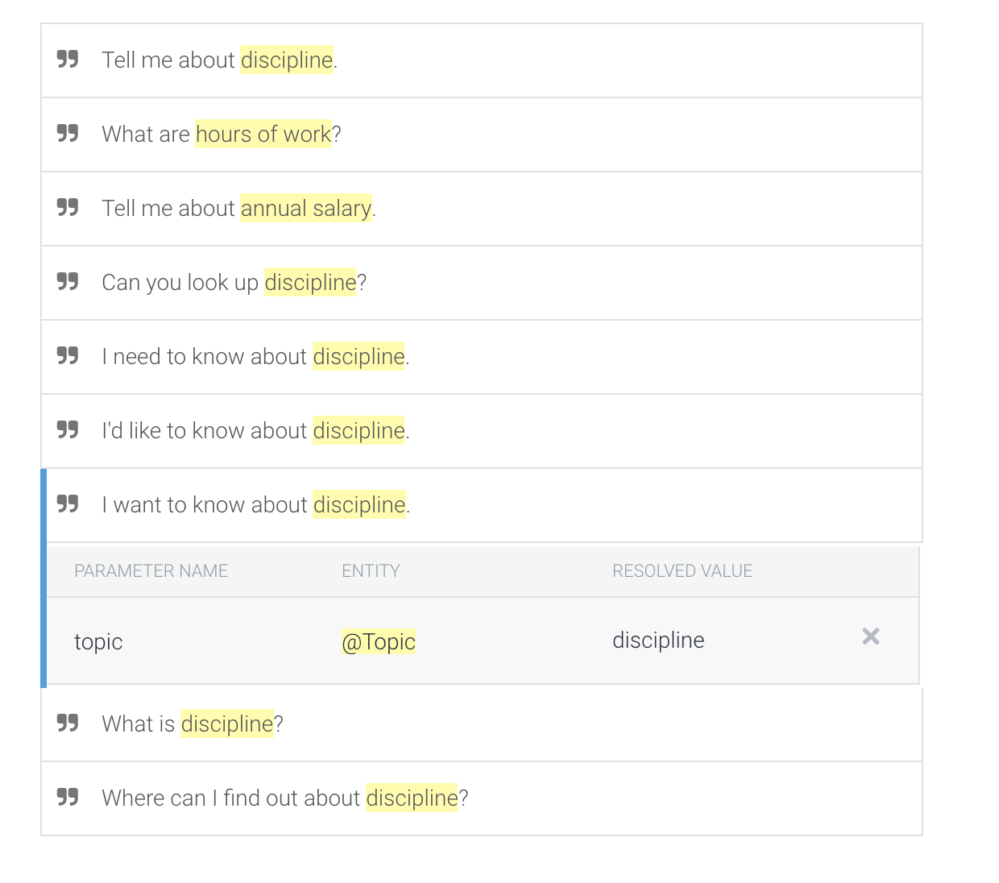 Tell me about discipline.
What are hours of work?
Tell me about annual salary.
Can you look up discipline?
I need to know about discipline.
I'd like to know about discipline.
I want to know about discipline.
PARAMETER NAME ENTITY RESOLVED VALUE
topic @Topic discipline
What is discipline?
Where can I find out about discipline?